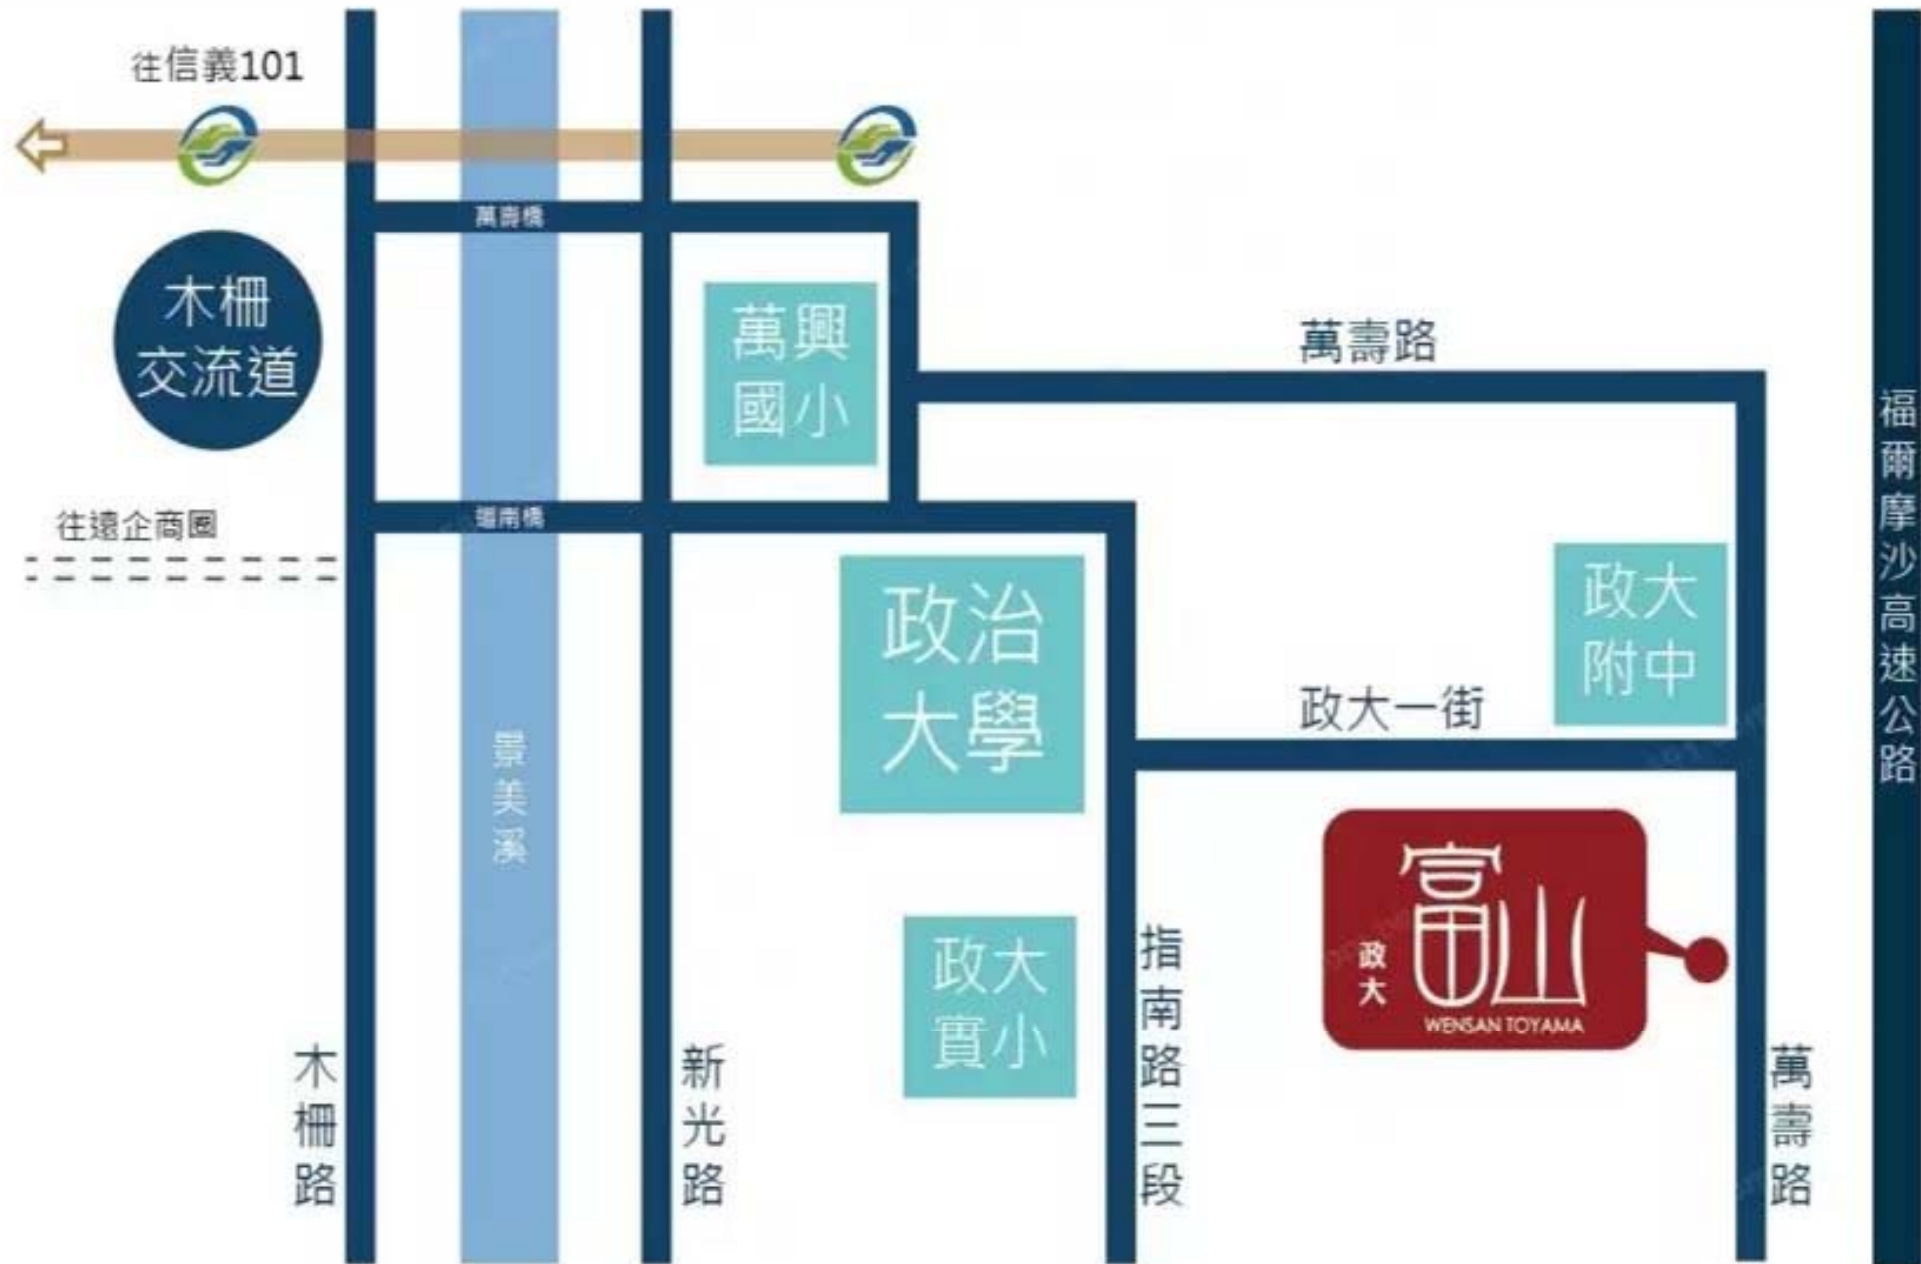 往信義101
萬壽橋
木柵
交流道
萬興
國小
萬壽路
福爾摩沙高速公路
往遠企商圈
道南橋
政治
大學
政大
附中
政大一街
景美溪
富山
政大
WENSAN TOYAMA
政大
實小
指南路三段
木柵路
新光路
萬壽路